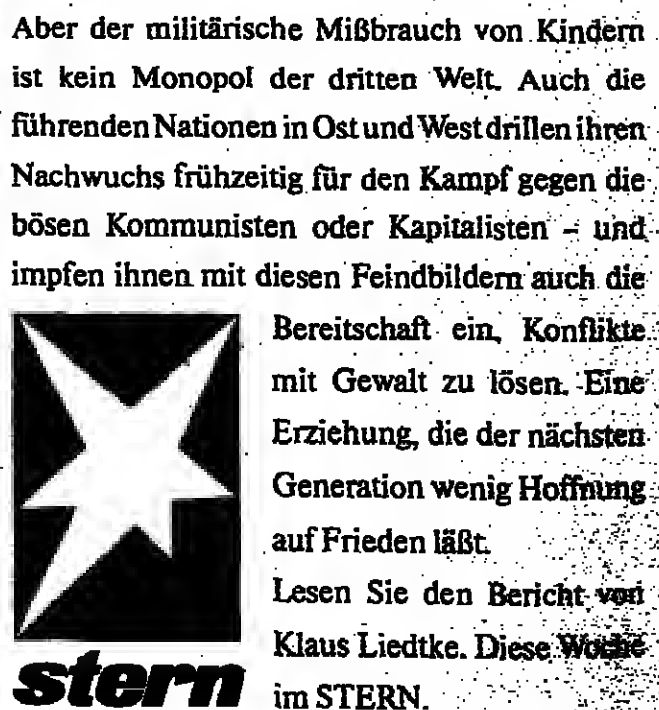 Aber der militärische Mißbrauch von Kindern
ist kein Monopol der dritten Welt. Auch die
führenden Nationen in Ost und West drillen ihren
Nachwuchs frühzeitig für den Kampf gegen die
bösen Kommunisten oder Kapitalisten – und
impfen ihnen mit diesen Feindbildern auch die
Bereitschaft ein, Konflikte
mit Gewalt zu lösen. Eine
Erziehung, die der nächsten
Generation wenig Hoffnung
auf Frieden läßt.
Lesen Sie den Bericht von
Klaus Liedtke. Diese Woche
im STERN.
stern